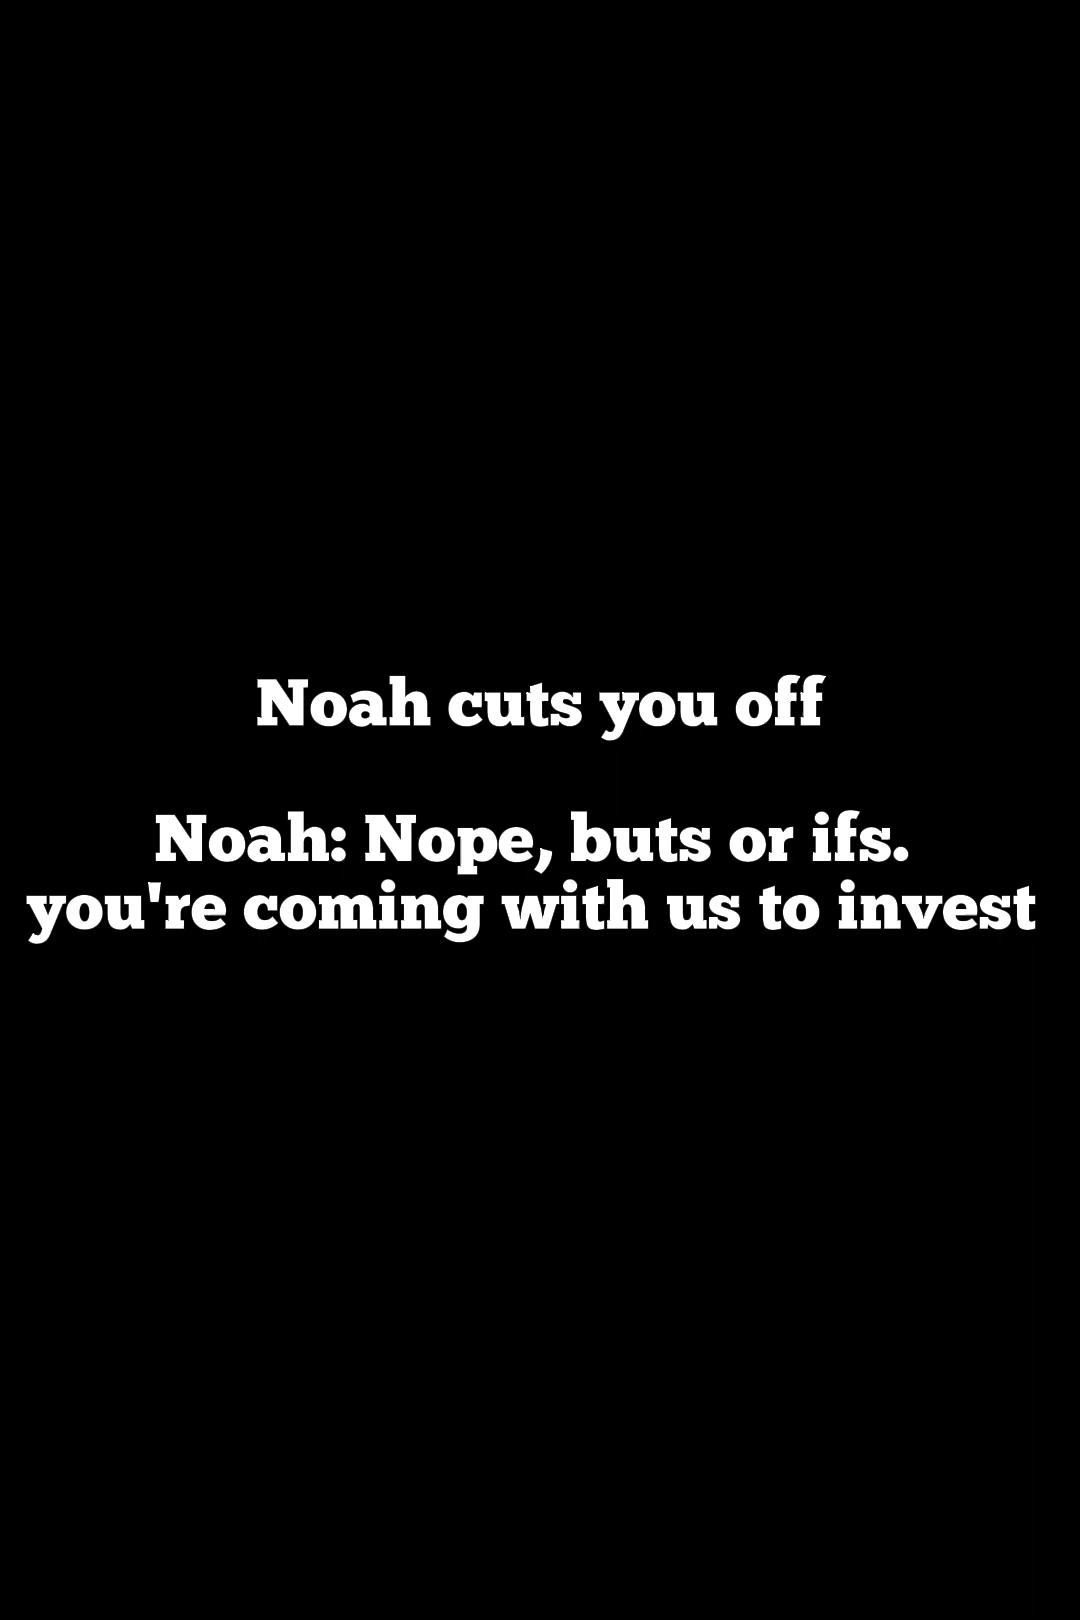 Noah cuts you off
Noah: Nope, buts or ifs.
you're coming with us to invest